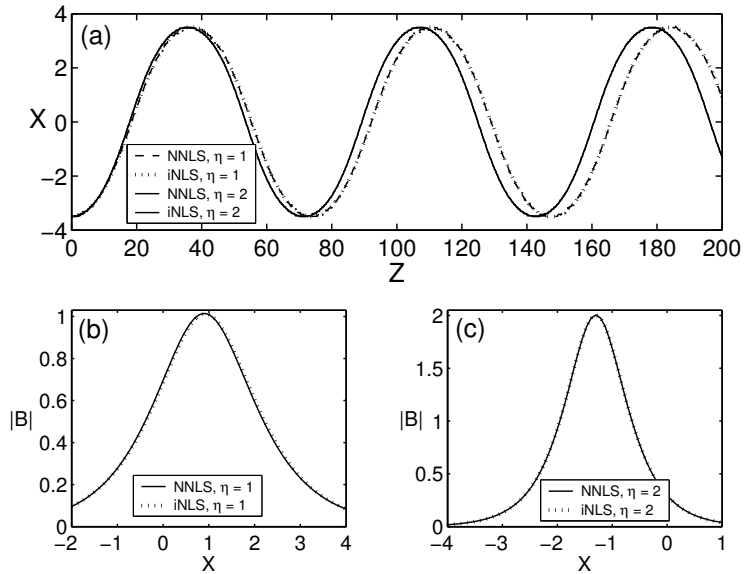 (a)
X
4
2
0
−2
−4
NNLS, η = 1
iNLS, η = 1
NNLS, η = 2
iNLS, η = 2
0 20 40 60 80 100 120 140 160 180 200
Z
(b)
|B|
1
0.8
0.6
0.4
0.2
0
NNLS, η = 1
iNLS, η = 1
−2 −1 0 1 2 3 4
X
(c)
|B|
2
1.5
1
0.5
0
NNLS, η = 2
iNLS, η = 2
−4 −3 −2 −1 0 1
X